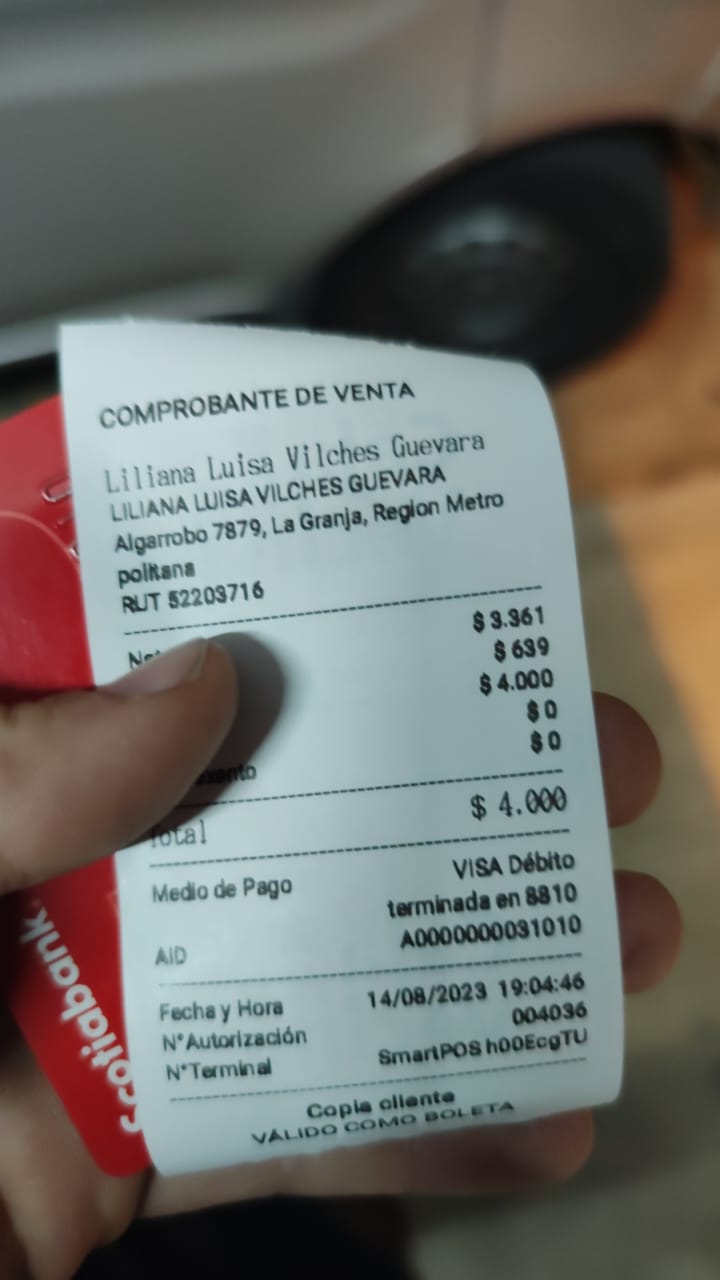 COMPROBANTE DE VENTA
Liliana Luisa Vilches Guevara
LILIANA LUISA VILCHES GUEVARA
Algarrobo 7879, La Granja, Region Metro
politana
RUT 52203716
$ 3.361
$ 639
$ 4.000
$ 0
$ 0
Total $ 4.000
Medio de Pago VISA Débito
terminada en 8810
AID A0000000031010
Fecha y Hora 14/08/2023 19:04:46
N°Autorización 004036
N°Terminal SmartPOS h00EcgTU
Copia cliente
VÁLIDO COMO BOLETA
Scotiabank